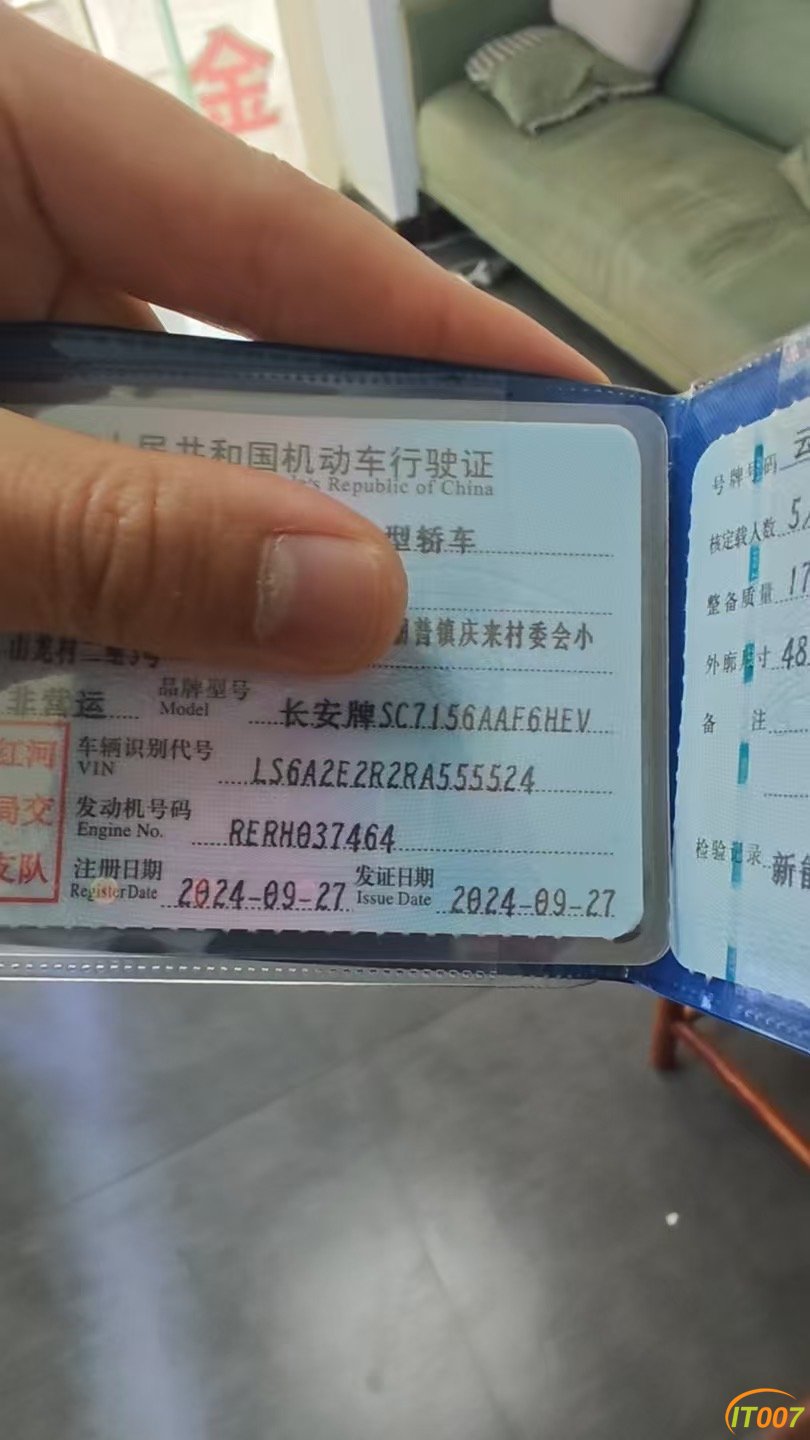 金
民共和国机动车行驶证
Republic of China
型轿车
普镇庆来村委会小
非营运
品牌型号
Model
长安牌SC7156AAF6HEV
红河
局交
支队
车辆识别代号
VIN
LS6A2E2R2RA555524
发动机号码
Engine No.
RERH037464
注册日期
Register Date
2024-09-27
发证日期
Issue Date
2024-09-27
号牌号码
核定载人数
整备质量
17
外廓尺寸
48
备 注
检验记录
新
IT007